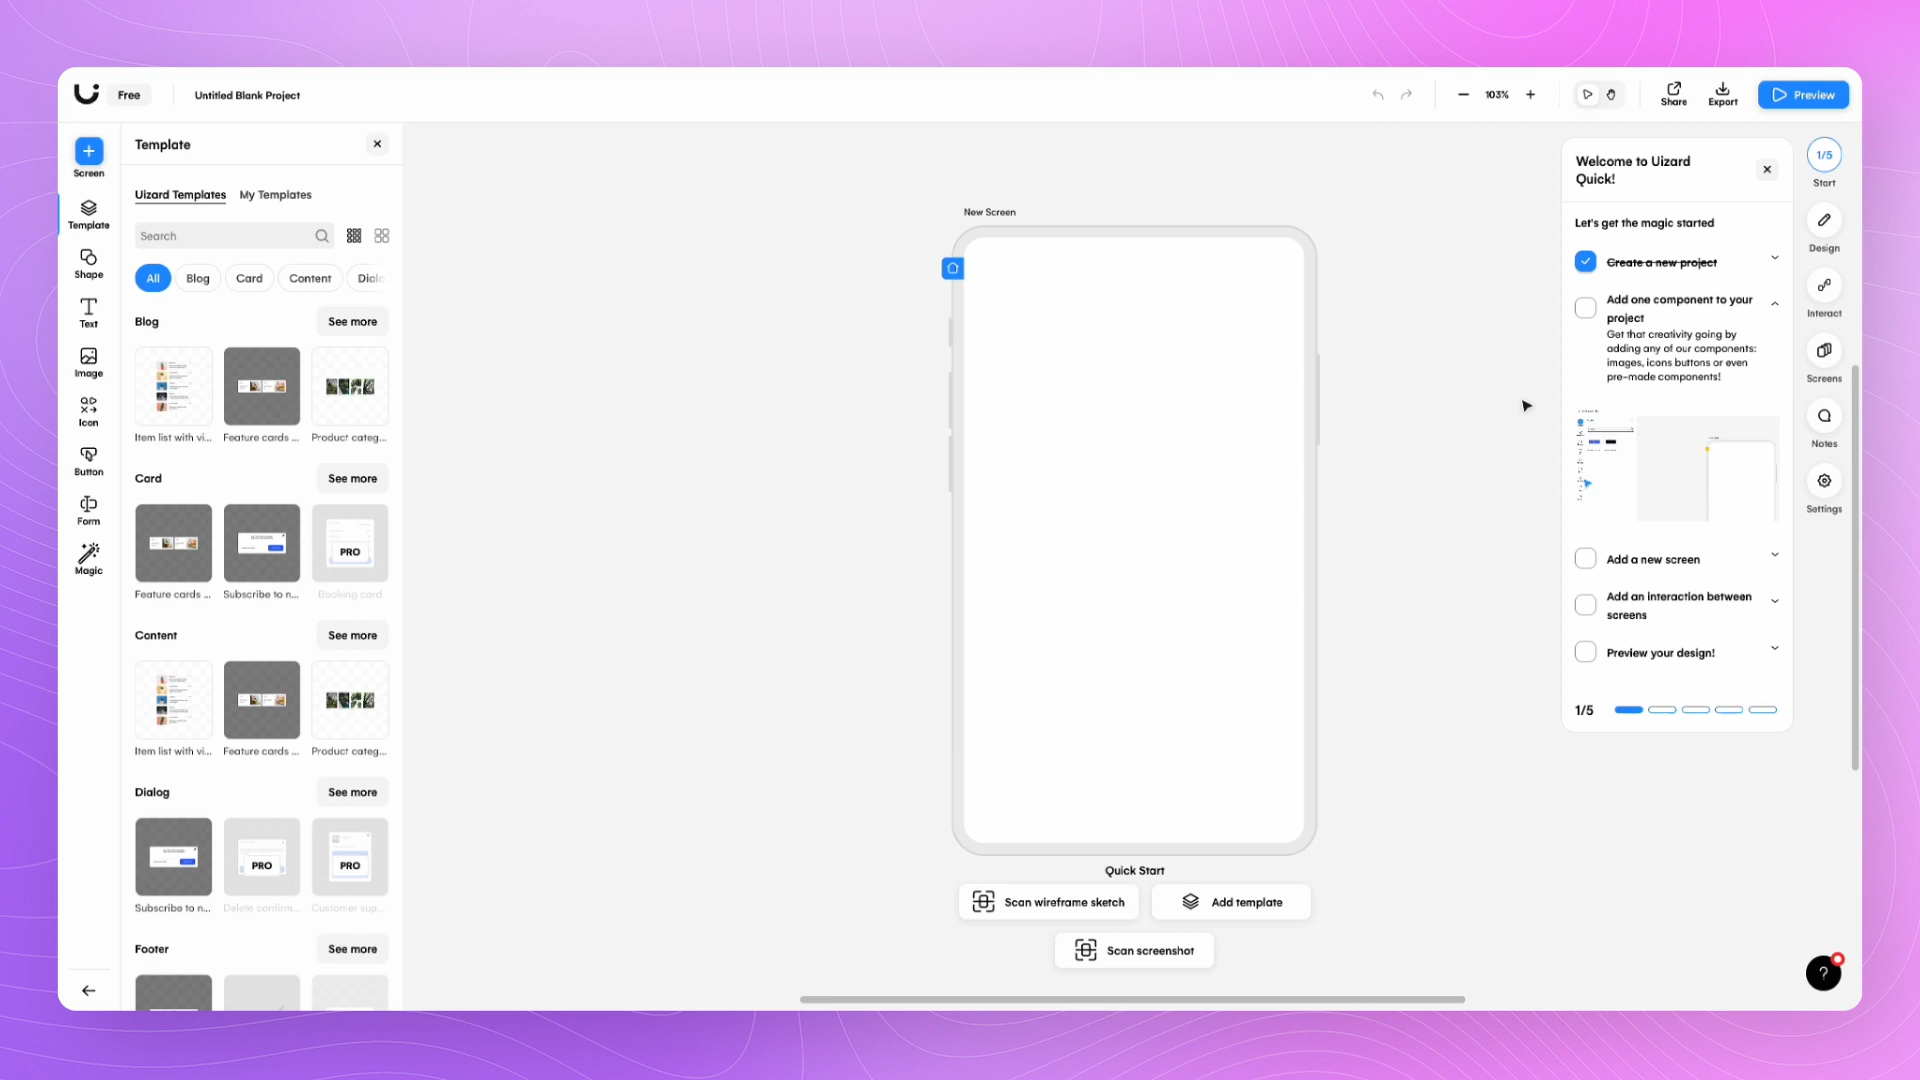 Free
Untitled Blank Project
103%
Share
Export
Preview
Screen
Template
Shape
Text
Image
Icon
Button
Form
Magic
Template
Uizard Templates
My Templates
Search
All
Blog
Card
Content
Dialo
Blog
See more
Item list with vi...
Feature cards ...
Product categ...
Card
See more
PRO
Feature cards ...
Subscribe to n...
Booking card
Content
See more
Item list with vi...
Feature cards ...
Product categ...
Dialog
See more
PRO
PRO
Subscribe to n...
Delete confirm...
Customer sup...
Footer
See more
New Screen
Quick Start
Scan wireframe sketch
Add template
Scan screenshot
Welcome to Uizard
Quick!
Let's get the magic started
Create a new project
Add one component to your
project
Get that creativity going by
adding any of our components:
images, icons buttons or even
pre-made components!
Add a new screen
Add an interaction between
screens
Preview your design!
1/5
1/5
Start
Design
Interact
Screens
Notes
Settings
?